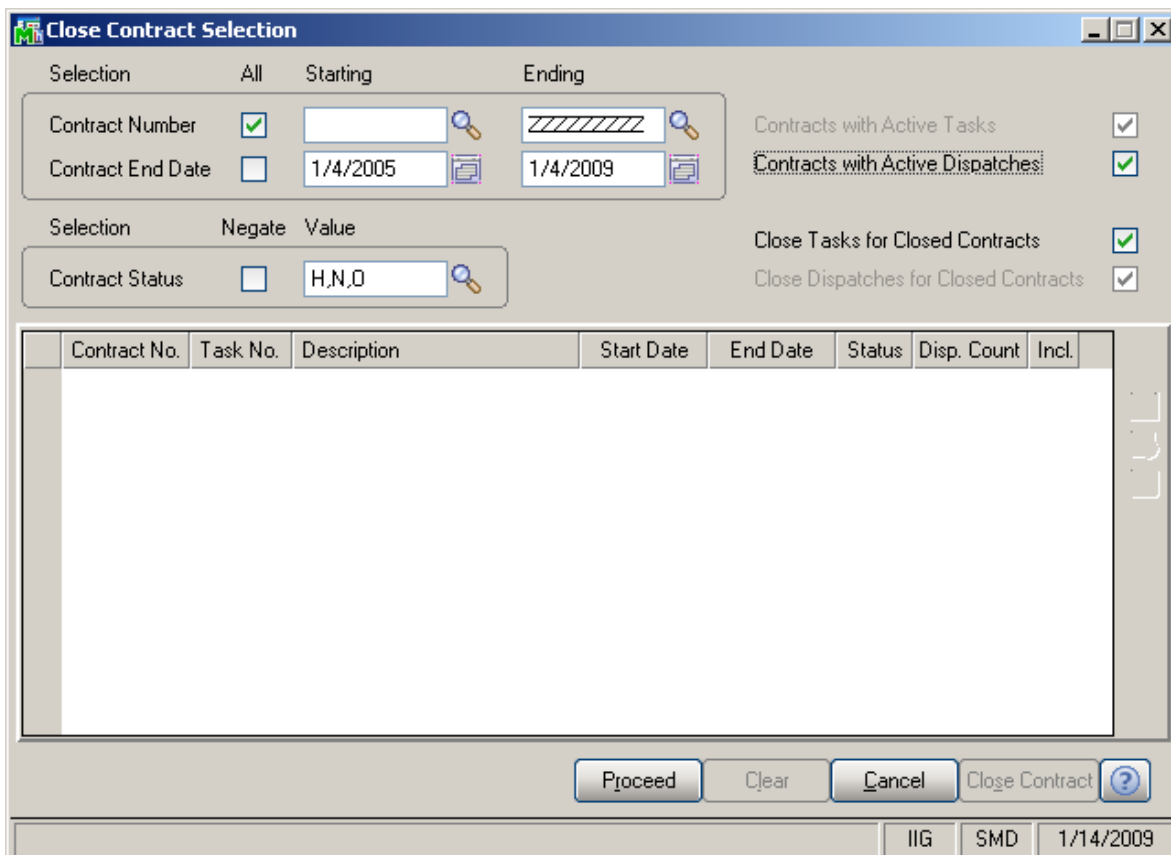 Close Contract Selection
Selection All Starting Ending
Contract Number ZZZZZZZZZZ Contracts with Active Tasks
Contract End Date 1/4/2005 1/4/2009 Contracts with Active Dispatches
Selection Negate Value
Close Tasks for Closed Contracts
Contract Status H,N,O Close Dispatches for Closed Contracts
Contract No. Task No. Description Start Date End Date Status Disp. Count Incl.
Proceed Clear Cancel Close Contract ?
IIG SMD 1/14/2009